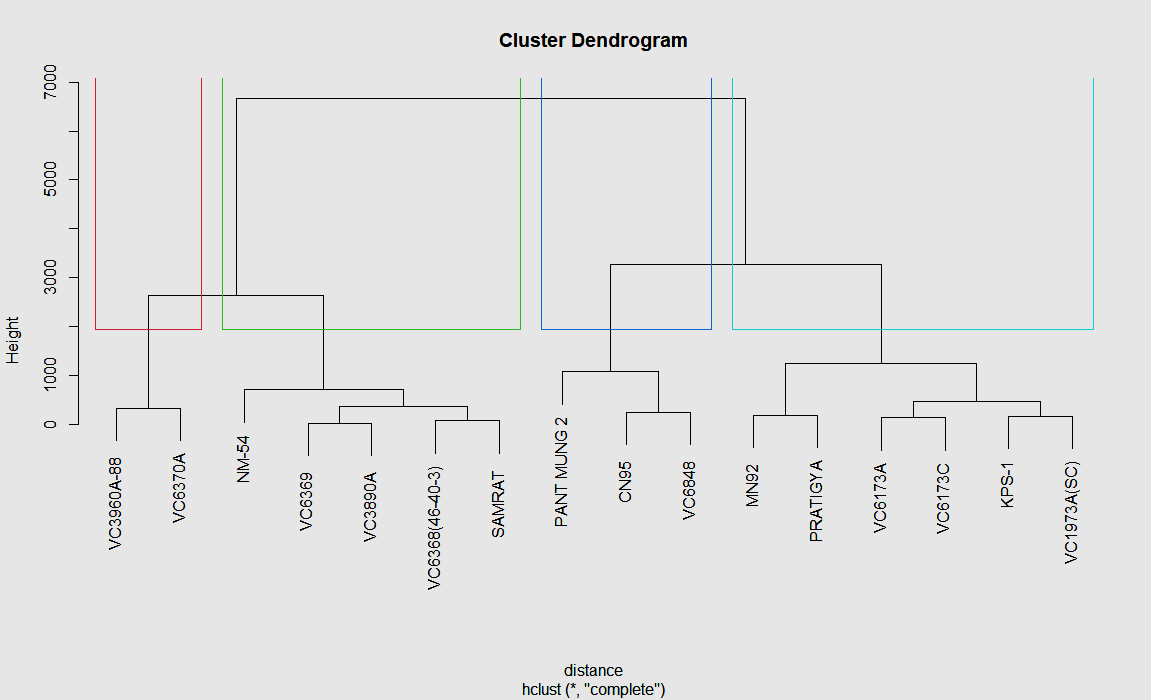 Cluster Dendrogram
Height
7000
5000
3000
1000
0
VC3960A-88
VC6370A
NM-54
VC6369
VC3890A
VC6368(46-40-3)
SAMRAT
PANT MUNG 2
CN95
VC6848
MN92
PRATIGYA
VC6173A
VC6173C
KPS-1
VC1973A(SC)
distance
hclust (*, "complete")